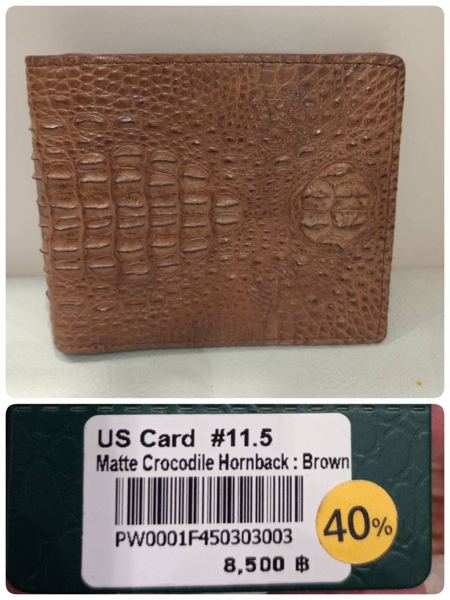 US Card #11.5
Matte Crocodile Hornback : Brown
PW0001F450303003
8,500 ฿
40%